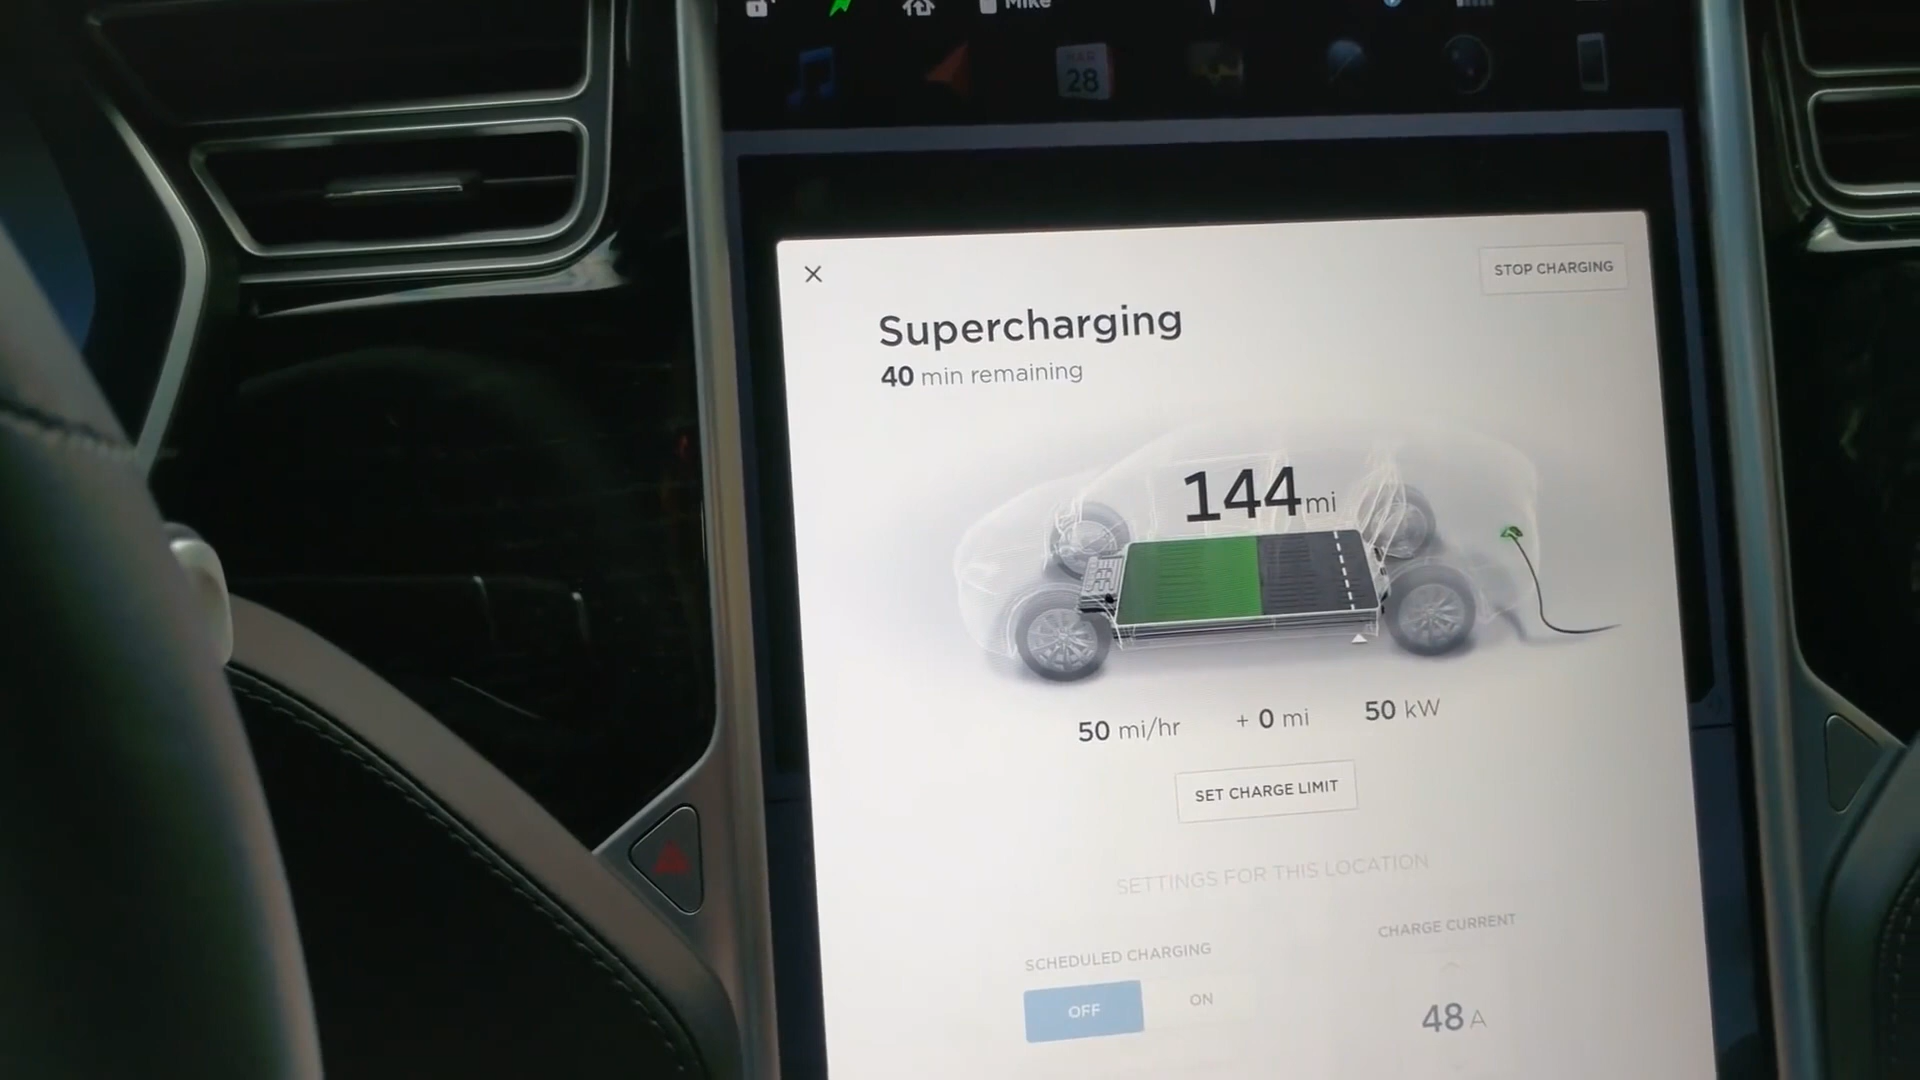 Mike
28
STOP CHARGING
Supercharging
40 min remaining
144 mi
50 mi/hr + 0 mi 50 kW
SET CHARGE LIMIT
SETTINGS FOR THIS LOCATION
SCHEDULED CHARGING
OFF ON
CHARGE CURRENT
48 A